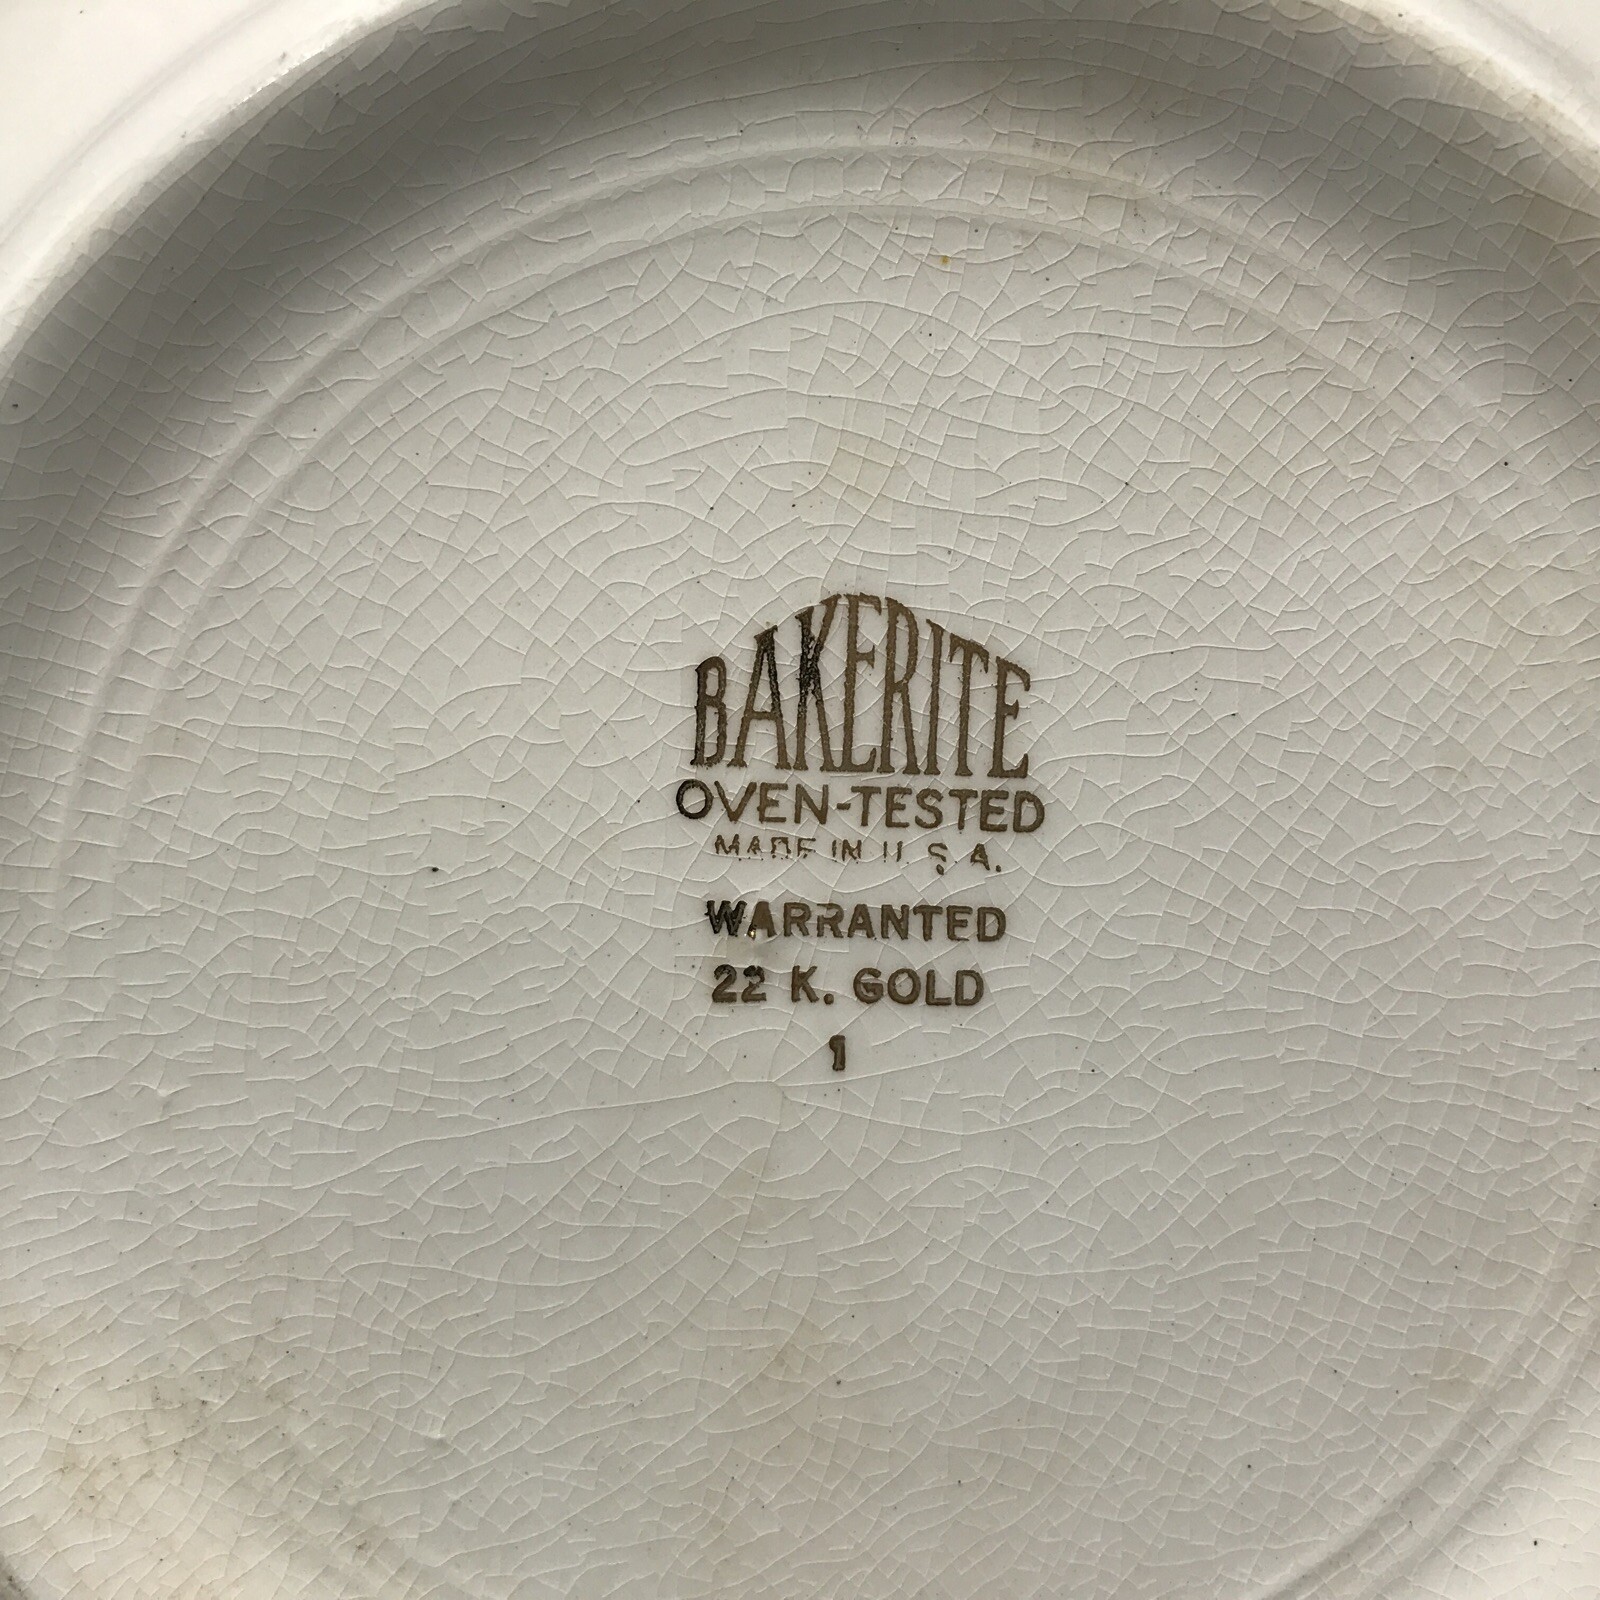 BAKERITE
OVEN-TESTED
MADE IN U.S.A.
WARRANTED
22 K. GOLD
1